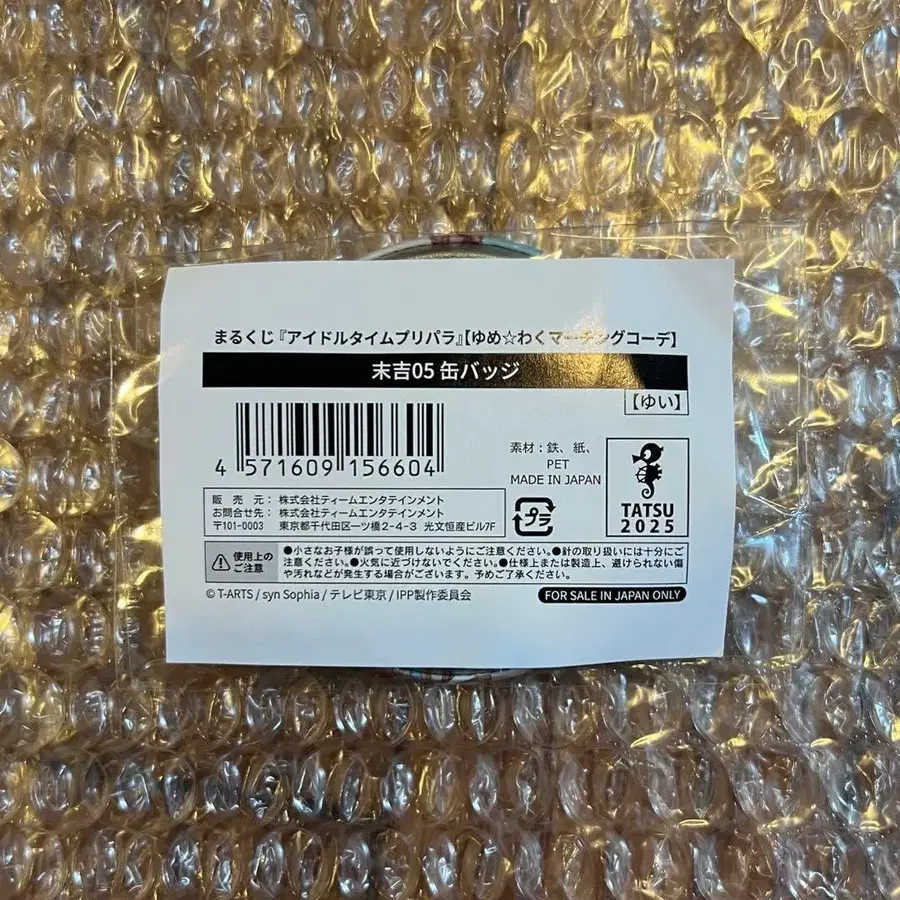 まるくじ『アイドルタイムプリパラ』【ゆめ☆わくマーチングコーデ】
末吉05 缶バッジ
【ゆい】
4 571609 156604
素材：鉄、紙、
PET
MADE IN JAPAN
プラ
TATSU
2025
販売元： 株式会社ティームエンタテインメント
お問合せ先： 株式会社ティームエンタテインメント
〒101-0003 東京都千代田区一ツ橋2-4-3 光文恒産ビル7F
使用上の
ご注意
●小さなお子様が誤って使用しないようにご注意ください。●針の取り扱いには十分にご
注意ください。●火気に近づけないでください。●仕様上または製造上、避けられない傷
や汚れなどが発生する場合がございます。予めご了承ください。
© T-ARTS / syn Sophia / テレビ東京 / IPP製作委員会
FOR SALE IN JAPAN ONLY